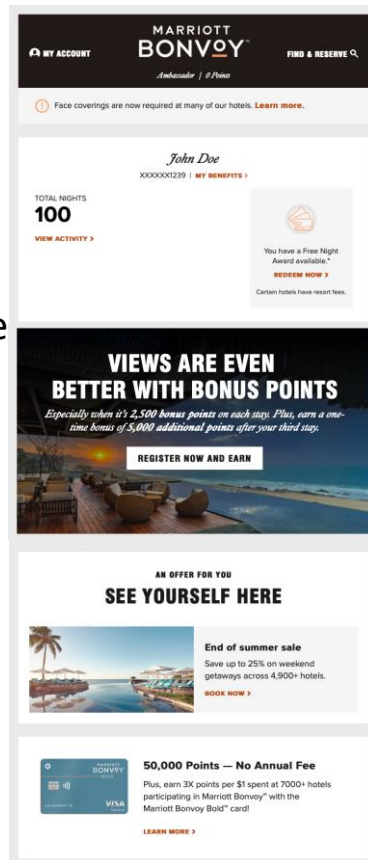 MARRIOTT
MY ACCOUNT
BONVOY™
FIND & RESERVE
Ambassador | 0 Points
Face coverings are now required at many of our hotels. Learn more.
John Doe
XXXXXX1239 | MY BENEFITS >
TOTAL NIGHTS
100
VIEW ACTIVITY >
You have a Free Night
Award available.*
REDEEM NOW >
Certain hotels have resort fees.
e
VIEWS ARE EVEN
BETTER WITH BONUS POINTS
Especially when it's 2,500 bonus points on each stay. Plus, earn a one-
time bonus of 5,000 additional points after your third stay.
REGISTER NOW AND EARN
AN OFFER FOR YOU
SEE YOURSELF HERE
End of summer sale
Save up to 25% on weekend
getaways across 4,900+ hotels.
BOOK NOW >
MARRIOTT
BONVOY
BOLD
VISA
50,000 Points — No Annual Fee
Plus, earn 3X points per $1 spent at 7000+ hotels
participating in Marriott Bonvoy™ with the
Marriott Bonvoy Bold™ card!
LEARN MORE >